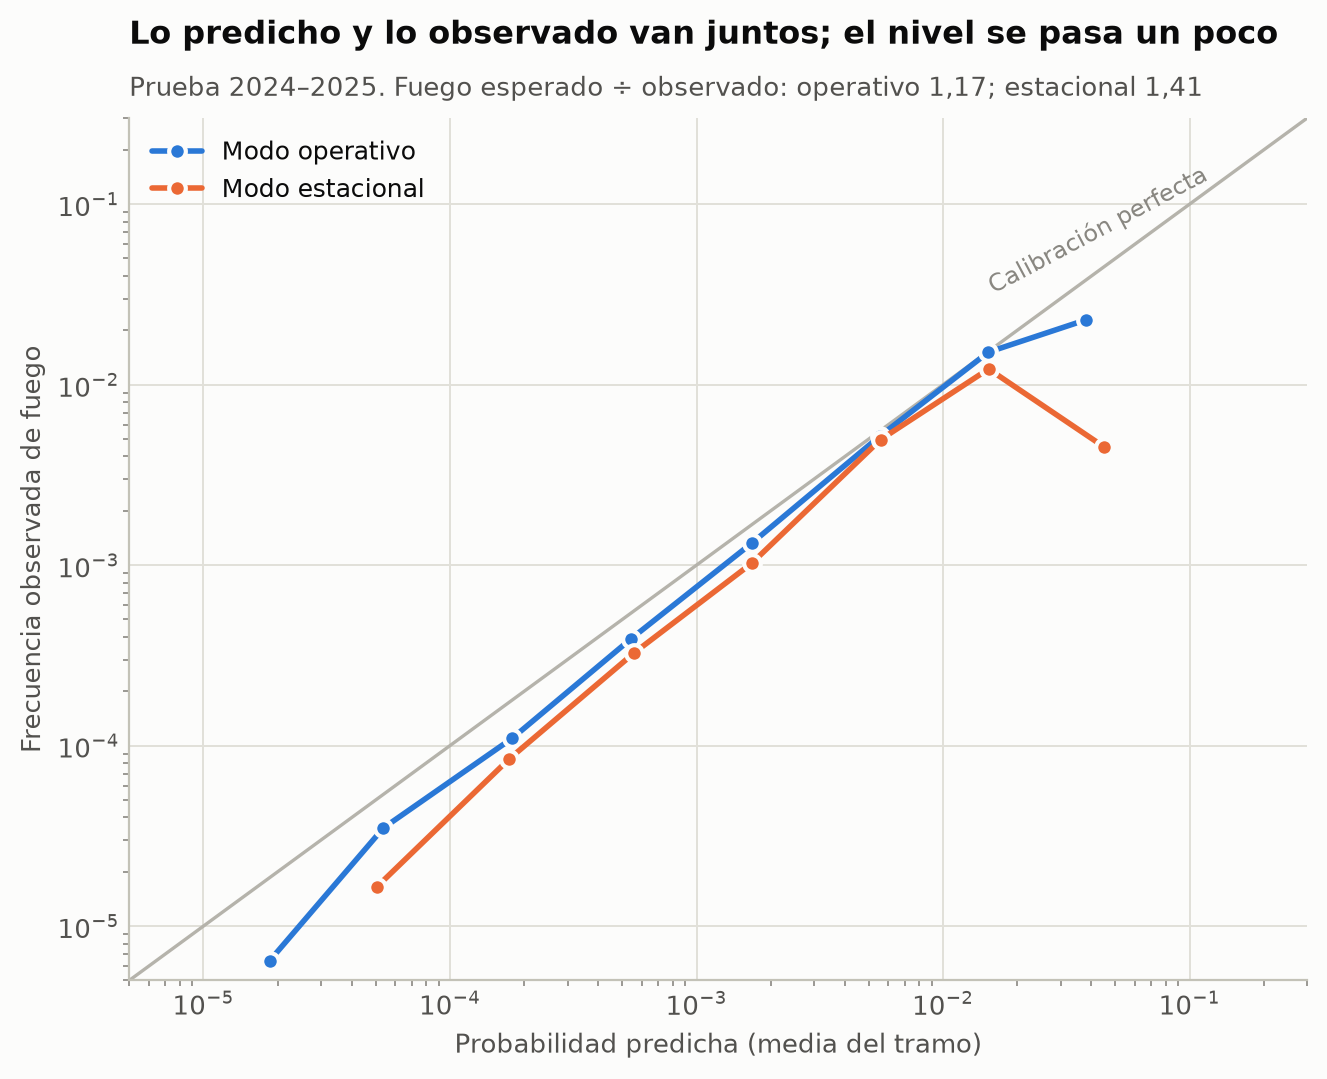 Lo predicho y lo observado van juntos; el nivel se pasa un poco
Prueba 2024–2025. Fuego esperado ÷ observado: operativo 1,17; estacional 1,41
Modo operativo
Modo estacional
Calibración perfecta
Frecuencia observada de fuego
10⁻¹
10⁻²
10⁻³
10⁻⁴
10⁻⁵
10⁻⁵ 10⁻⁴ 10⁻³ 10⁻² 10⁻¹
Probabilidad predicha (media del tramo)